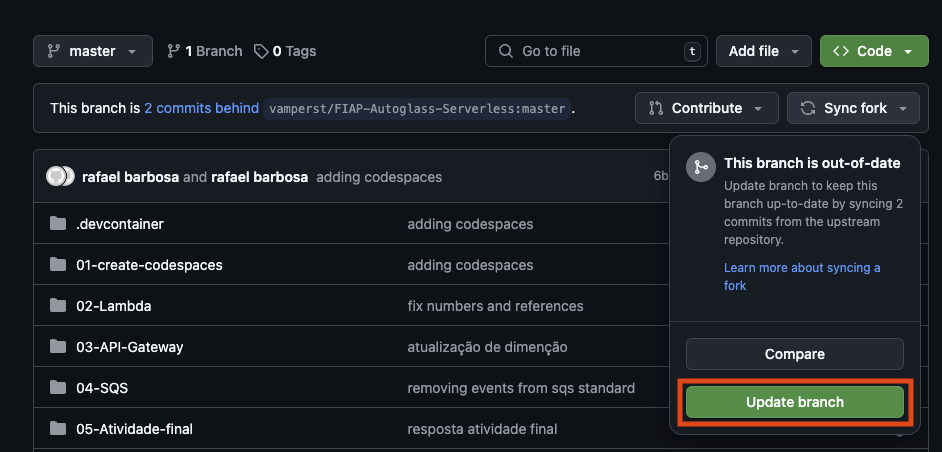 master
1 Branch
0 Tags
Go to file
t
Add file
Code
This branch is 2 commits behind vamperst/FIAP-Autoglass-Serverless:master.
Contribute
Sync fork
rafael barbosa and rafael barbosa adding codespaces
6b
.devcontainer adding codespaces
01-create-codespaces adding codespaces
02-Lambda fix numbers and references
03-API-Gateway atualização de dimenção
04-SQS removing events from sqs standard
05-Atividade-final resposta atividade final
This branch is out-of-date
Update branch to keep this
branch up-to-date by syncing 2
commits from the upstream
repository.
Learn more about syncing a
fork
Compare
Update branch